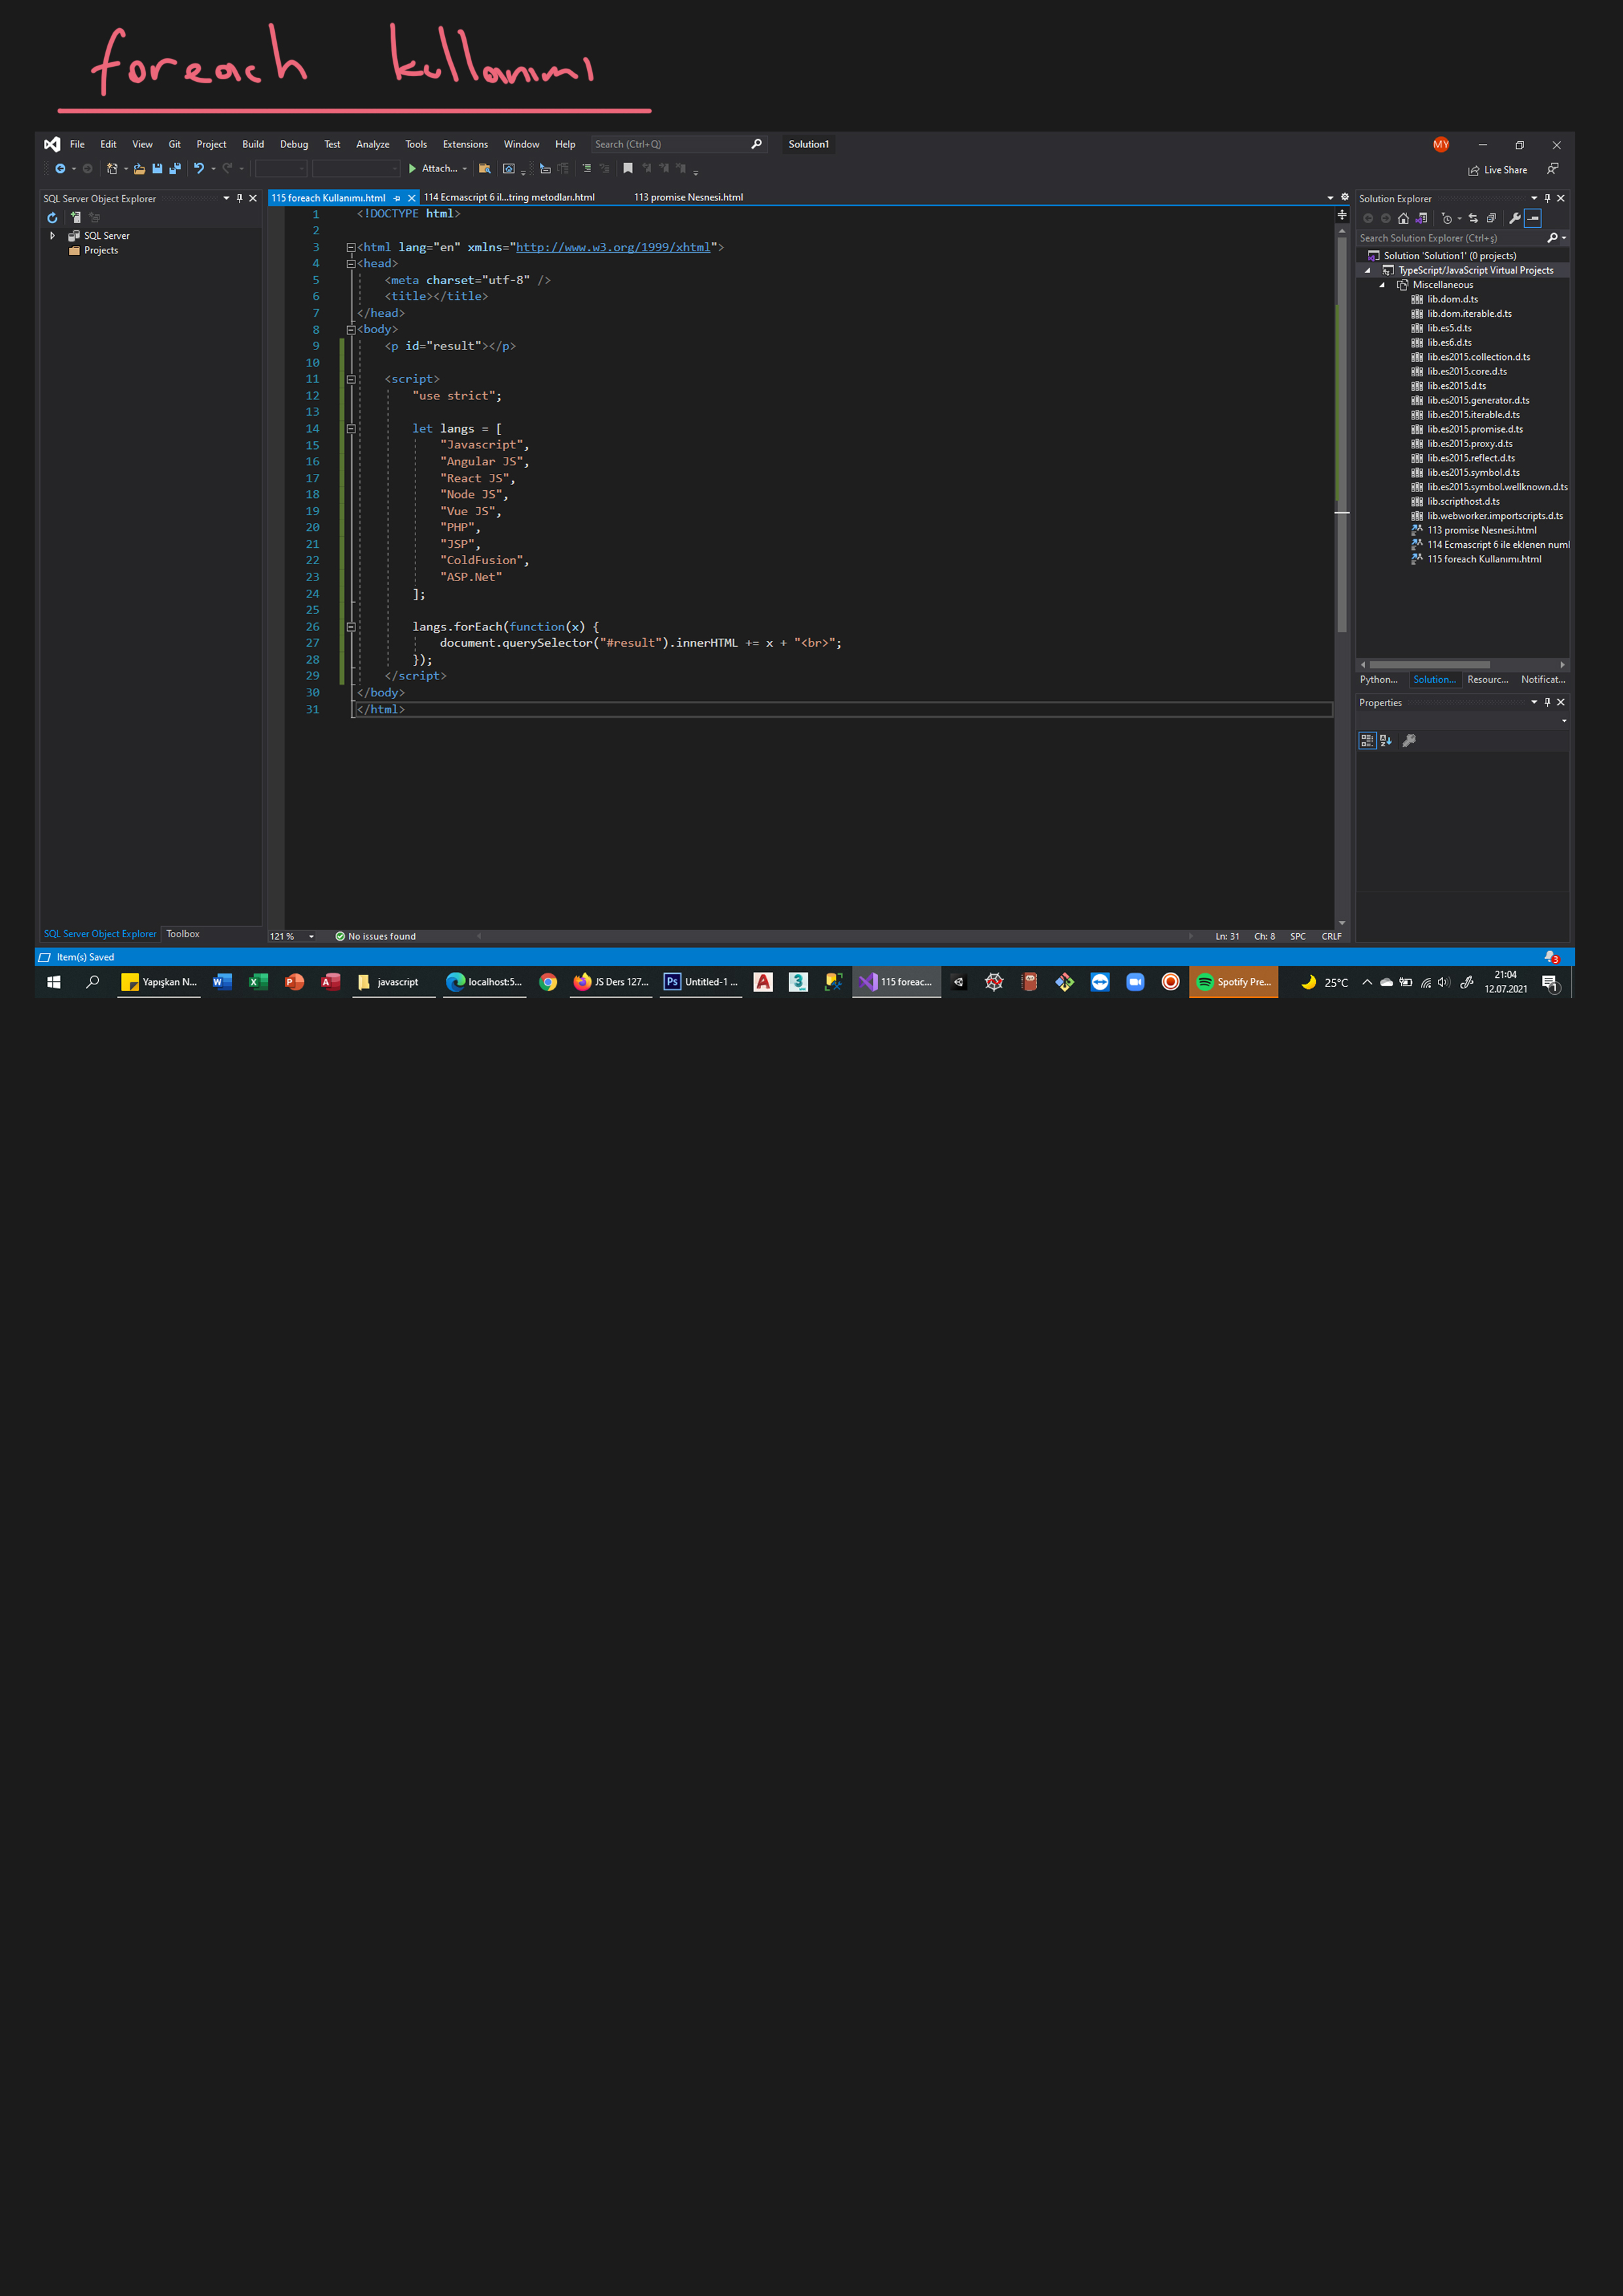 foreach kullanımı
File Edit View Git Project Build Debug Test Analyze Tools Extensions Window Help Search (Ctrl+Q) Solution1 MY
Attach... Live Share
SQL Server Object Explorer
SQL Server
Projects
115 foreach Kullanımı.html 114 Ecmascript 6 il...tring metodları.html 113 promise Nesnesi.html
1 <!DOCTYPE html>
2
3 <html lang="en" xmlns="http://www.w3.org/1999/xhtml">
4 <head>
5 <meta charset="utf-8" />
6 <title></title>
7 </head>
8 <body>
9 <p id="result"></p>
10
11 <script>
12 "use strict";
13
14 let langs = [
15 "Javascript",
16 "Angular JS",
17 "React JS",
18 "Node JS",
19 "Vue JS",
20 "PHP",
21 "JSP",
22 "ColdFusion",
23 "ASP.Net"
24 ];
25
26 langs.forEach(function(x) {
27 document.querySelector("#result").innerHTML += x + "<br>";
28 });
29 </script>
30 </body>
31 </html>
Solution Explorer
Search Solution Explorer (Ctrl+ş)
Solution 'Solution1' (0 projects)
TypeScript/JavaScript Virtual Projects
Miscellaneous
lib.dom.d.ts
lib.dom.iterable.d.ts
lib.es5.d.ts
lib.es6.d.ts
lib.es2015.collection.d.ts
lib.es2015.core.d.ts
lib.es2015.d.ts
lib.es2015.generator.d.ts
lib.es2015.iterable.d.ts
lib.es2015.promise.d.ts
lib.es2015.proxy.d.ts
lib.es2015.reflect.d.ts
lib.es2015.symbol.d.ts
lib.es2015.symbol.wellknown.d.ts
lib.scripthost.d.ts
lib.webworker.importscripts.d.ts
113 promise Nesnesi.html
114 Ecmascript 6 ile eklenen numl
115 foreach Kullanımı.html
Python... Solution... Resourc... Notificat...
Properties
SQL Server Object Explorer Toolbox
121 % No issues found Ln: 31 Ch: 8 SPC CRLF
Item(s) Saved 3
Yapışkan N... javascript localhost:5... JS Ders 127... Ps Untitled-1 ... 115 foreac... Spotify Pre... 25°C 21:04
12.07.2021 1